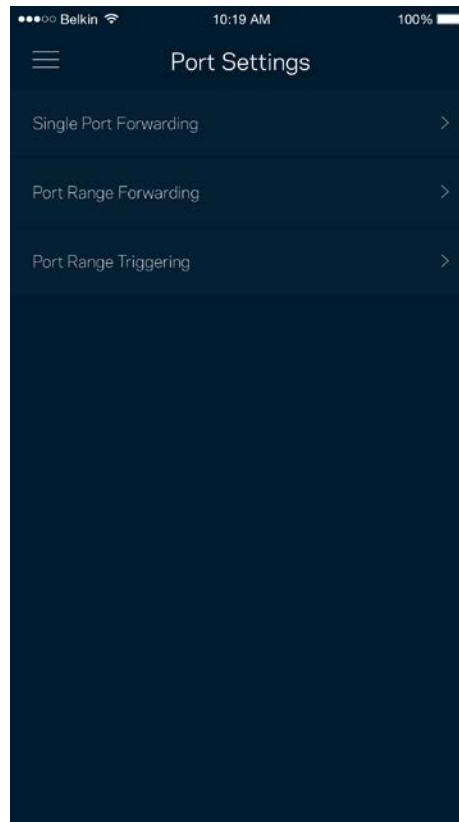 Belkin 10:19 AM 100%
Port Settings
Single Port Forwarding
Port Range Forwarding
Port Range Triggering